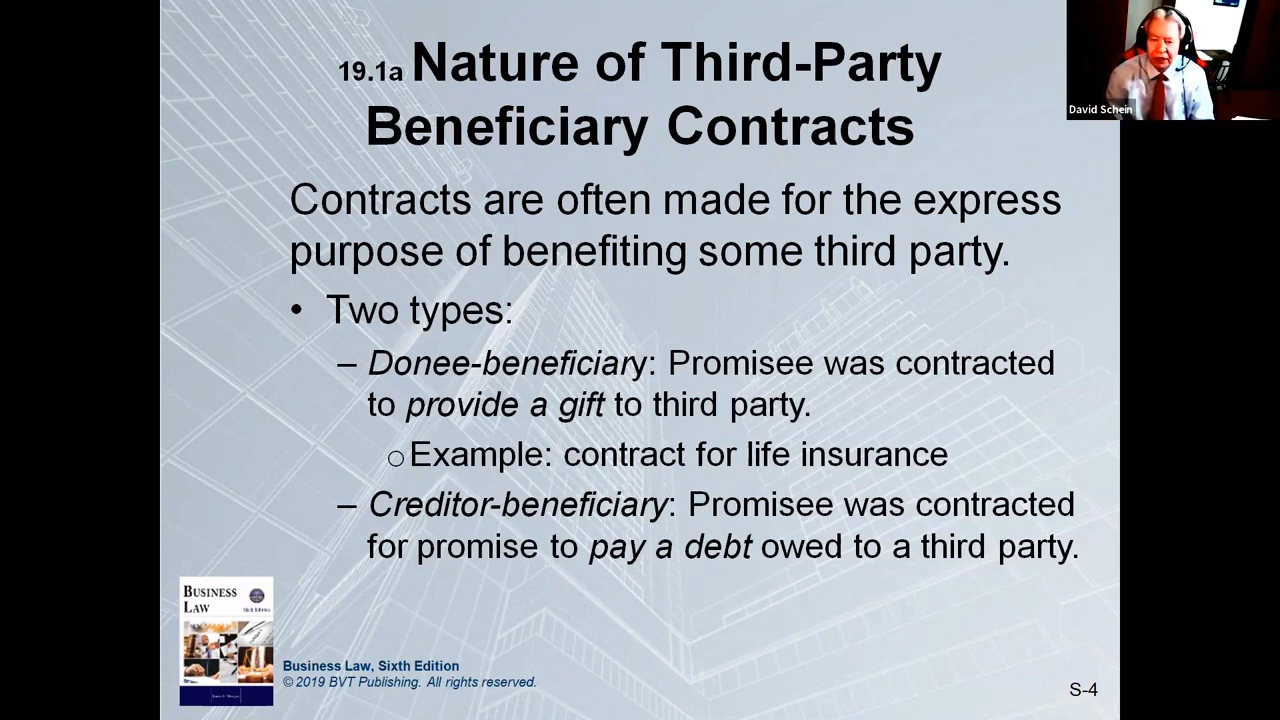 19.1a Nature of Third-Party
Beneficiary Contracts
David Schein
Contracts are often made for the express
purpose of benefiting some third party.
• Two types:
– Donee-beneficiary: Promisee was contracted
to provide a gift to third party.
○Example: contract for life insurance
– Creditor-beneficiary: Promisee was contracted
for promise to pay a debt owed to a third party.
BUSINESS
LAW
Business Law, Sixth Edition
© 2019 BVT Publishing. All rights reserved.
S-4